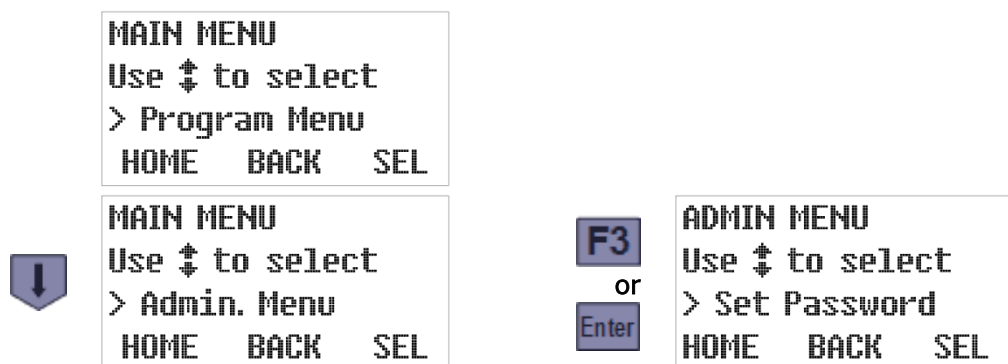 MAIN MENU
Use ↕ to select
> Program Menu
HOME BACK SEL
MAIN MENU
Use ↕ to select
> Admin. Menu
HOME BACK SEL
F3
or
Enter
ADMIN MENU
Use ↕ to select
> Set Password
HOME BACK SEL